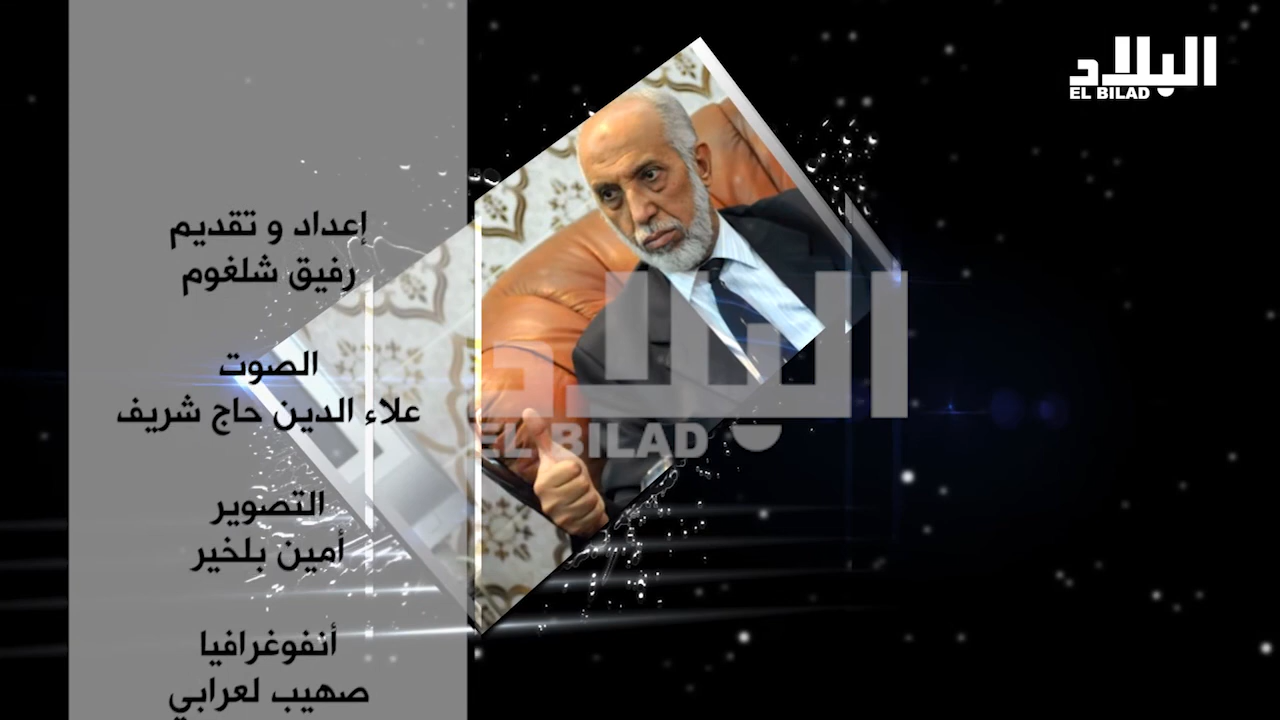 البلاد
EL BILAD
إعداد و تقديم
رفيق شلغوم
الصوت
علاء الدين حاج شريف
التصوير
أمين بلخير
أنفوغرافيا
صهيب لعرابي
البلاد
EL BILAD